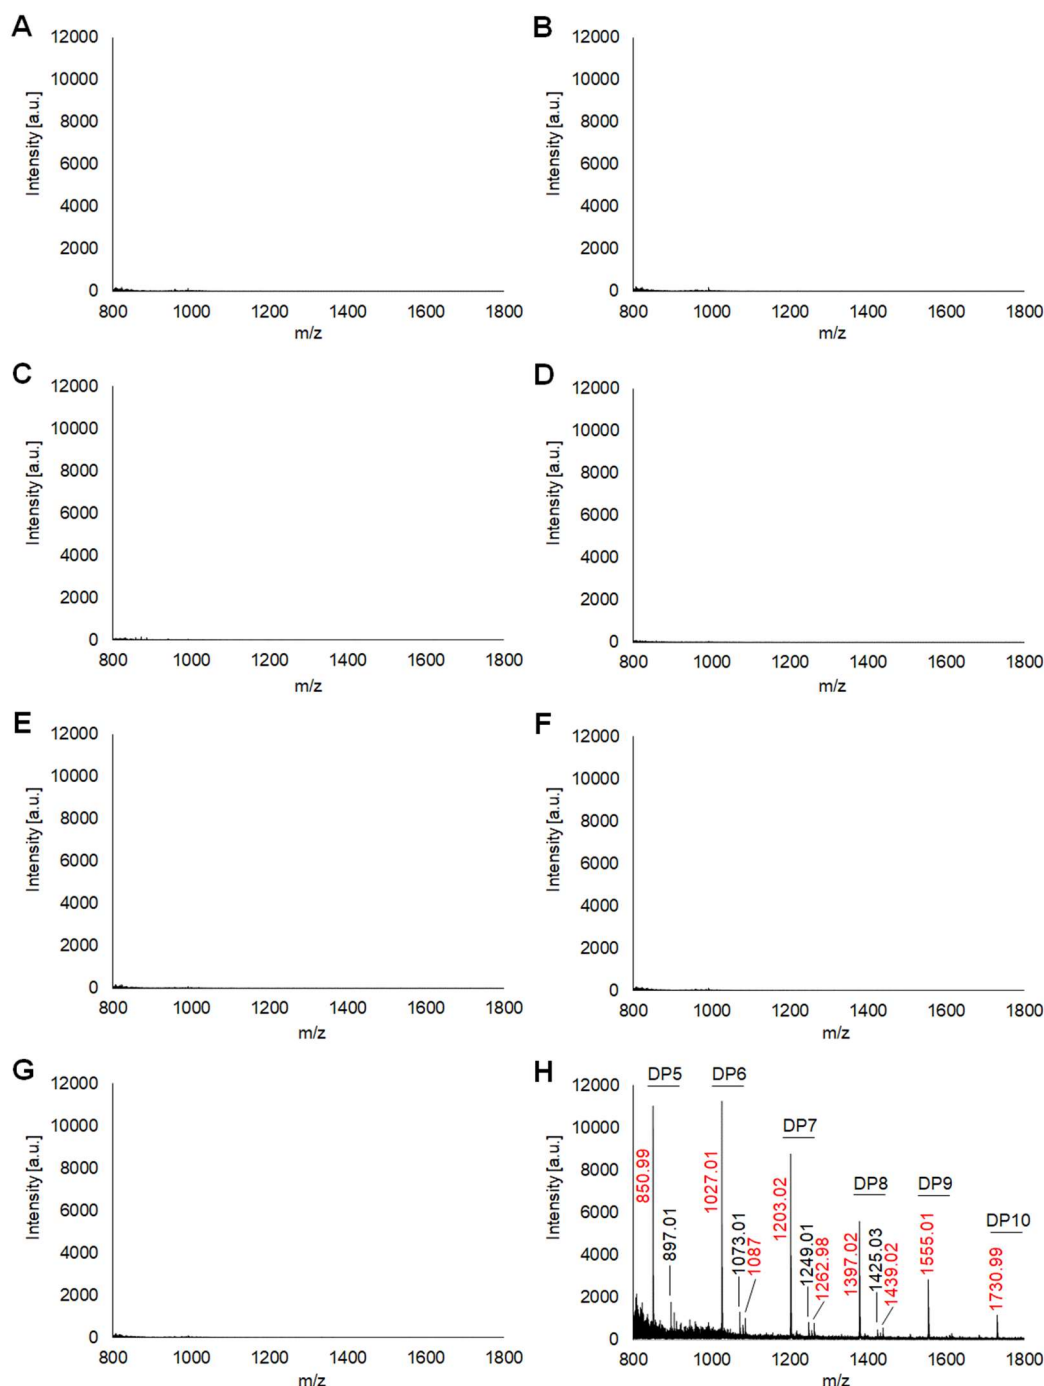 A
12000
10000
8000
6000
4000
2000
0
Intensity [a.u.]
800 1000 1200 1400 1600 1800
m/z
B
12000
10000
8000
6000
4000
2000
0
Intensity [a.u.]
800 1000 1200 1400 1600 1800
m/z
C
12000
10000
8000
6000
4000
2000
0
Intensity [a.u.]
800 1000 1200 1400 1600 1800
m/z
D
12000
10000
8000
6000
4000
2000
0
Intensity [a.u.]
800 1000 1200 1400 1600 1800
m/z
E
12000
10000
8000
6000
4000
2000
0
Intensity [a.u.]
800 1000 1200 1400 1600 1800
m/z
F
12000
10000
8000
6000
4000
2000
0
Intensity [a.u.]
800 1000 1200 1400 1600 1800
m/z
G
12000
10000
8000
6000
4000
2000
0
Intensity [a.u.]
800 1000 1200 1400 1600 1800
m/z
H
12000
10000
8000
6000
4000
2000
0
Intensity [a.u.]
DP5
DP6
DP7
DP8
DP9
DP10
850.99
897.01
1027.01
1073.01
1087
1203.02
1249.01
1262.98
1397.02
1425.03
1439.02
1555.01
1730.99
800 1000 1200 1400 1600 1800
m/z